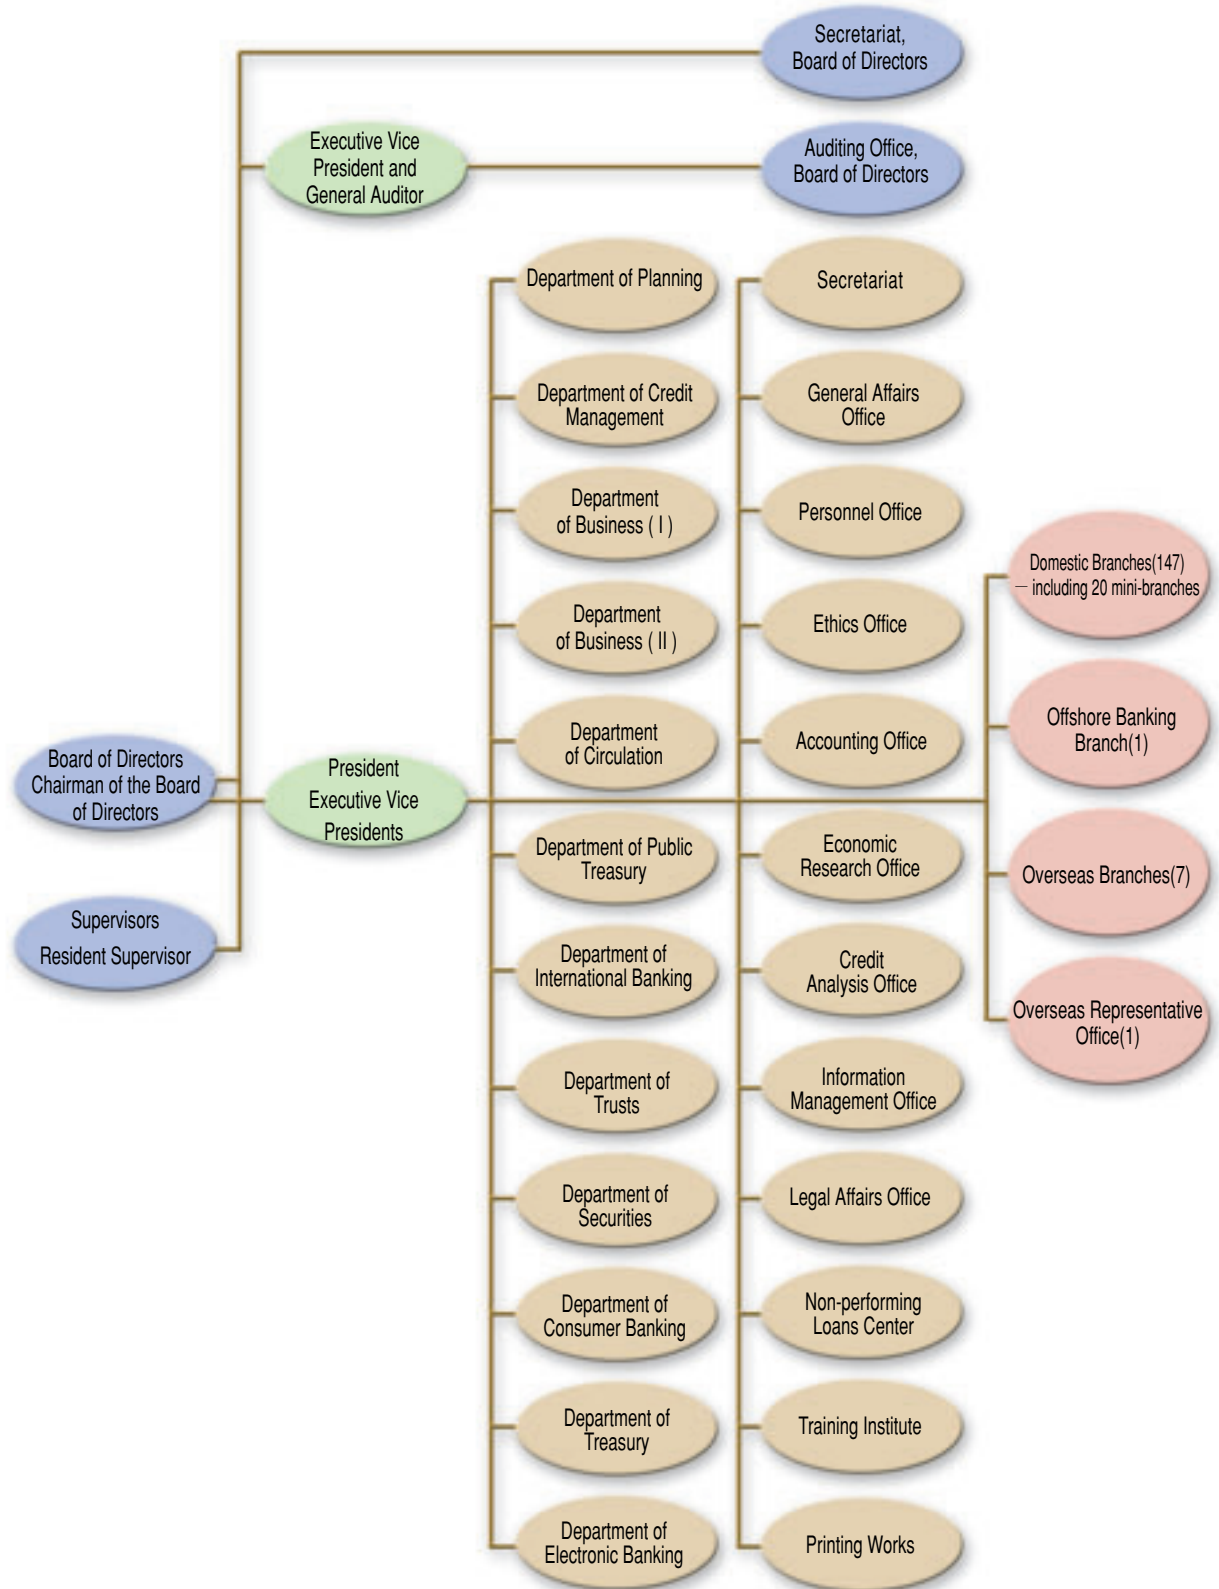 Secretariat,
Board of Directors
Executive Vice
President and
General Auditor
Auditing Office,
Board of Directors
Department of Planning
Secretariat
Department of Credit
Management
General Affairs
Office
Department
of Business ( I )
Personnel Office
Domestic Branches(147)
— including 20 mini-branches
Department
of Business ( II )
Ethics Office
Offshore Banking
Branch(1)
Department
of Circulation
Accounting Office
Board of Directors
Chairman of the Board
of Directors
President
Executive Vice
Presidents
Department of Public
Treasury
Economic
Research Office
Overseas Branches(7)
Supervisors
Resident Supervisor
Department of
International Banking
Credit
Analysis Office
Overseas Representative
Office(1)
Department of
Trusts
Information
Management Office
Department of
Securities
Legal Affairs Office
Department of
Consumer Banking
Non-performing
Loans Center
Department of
Treasury
Training Institute
Department of
Electronic Banking
Printing Works